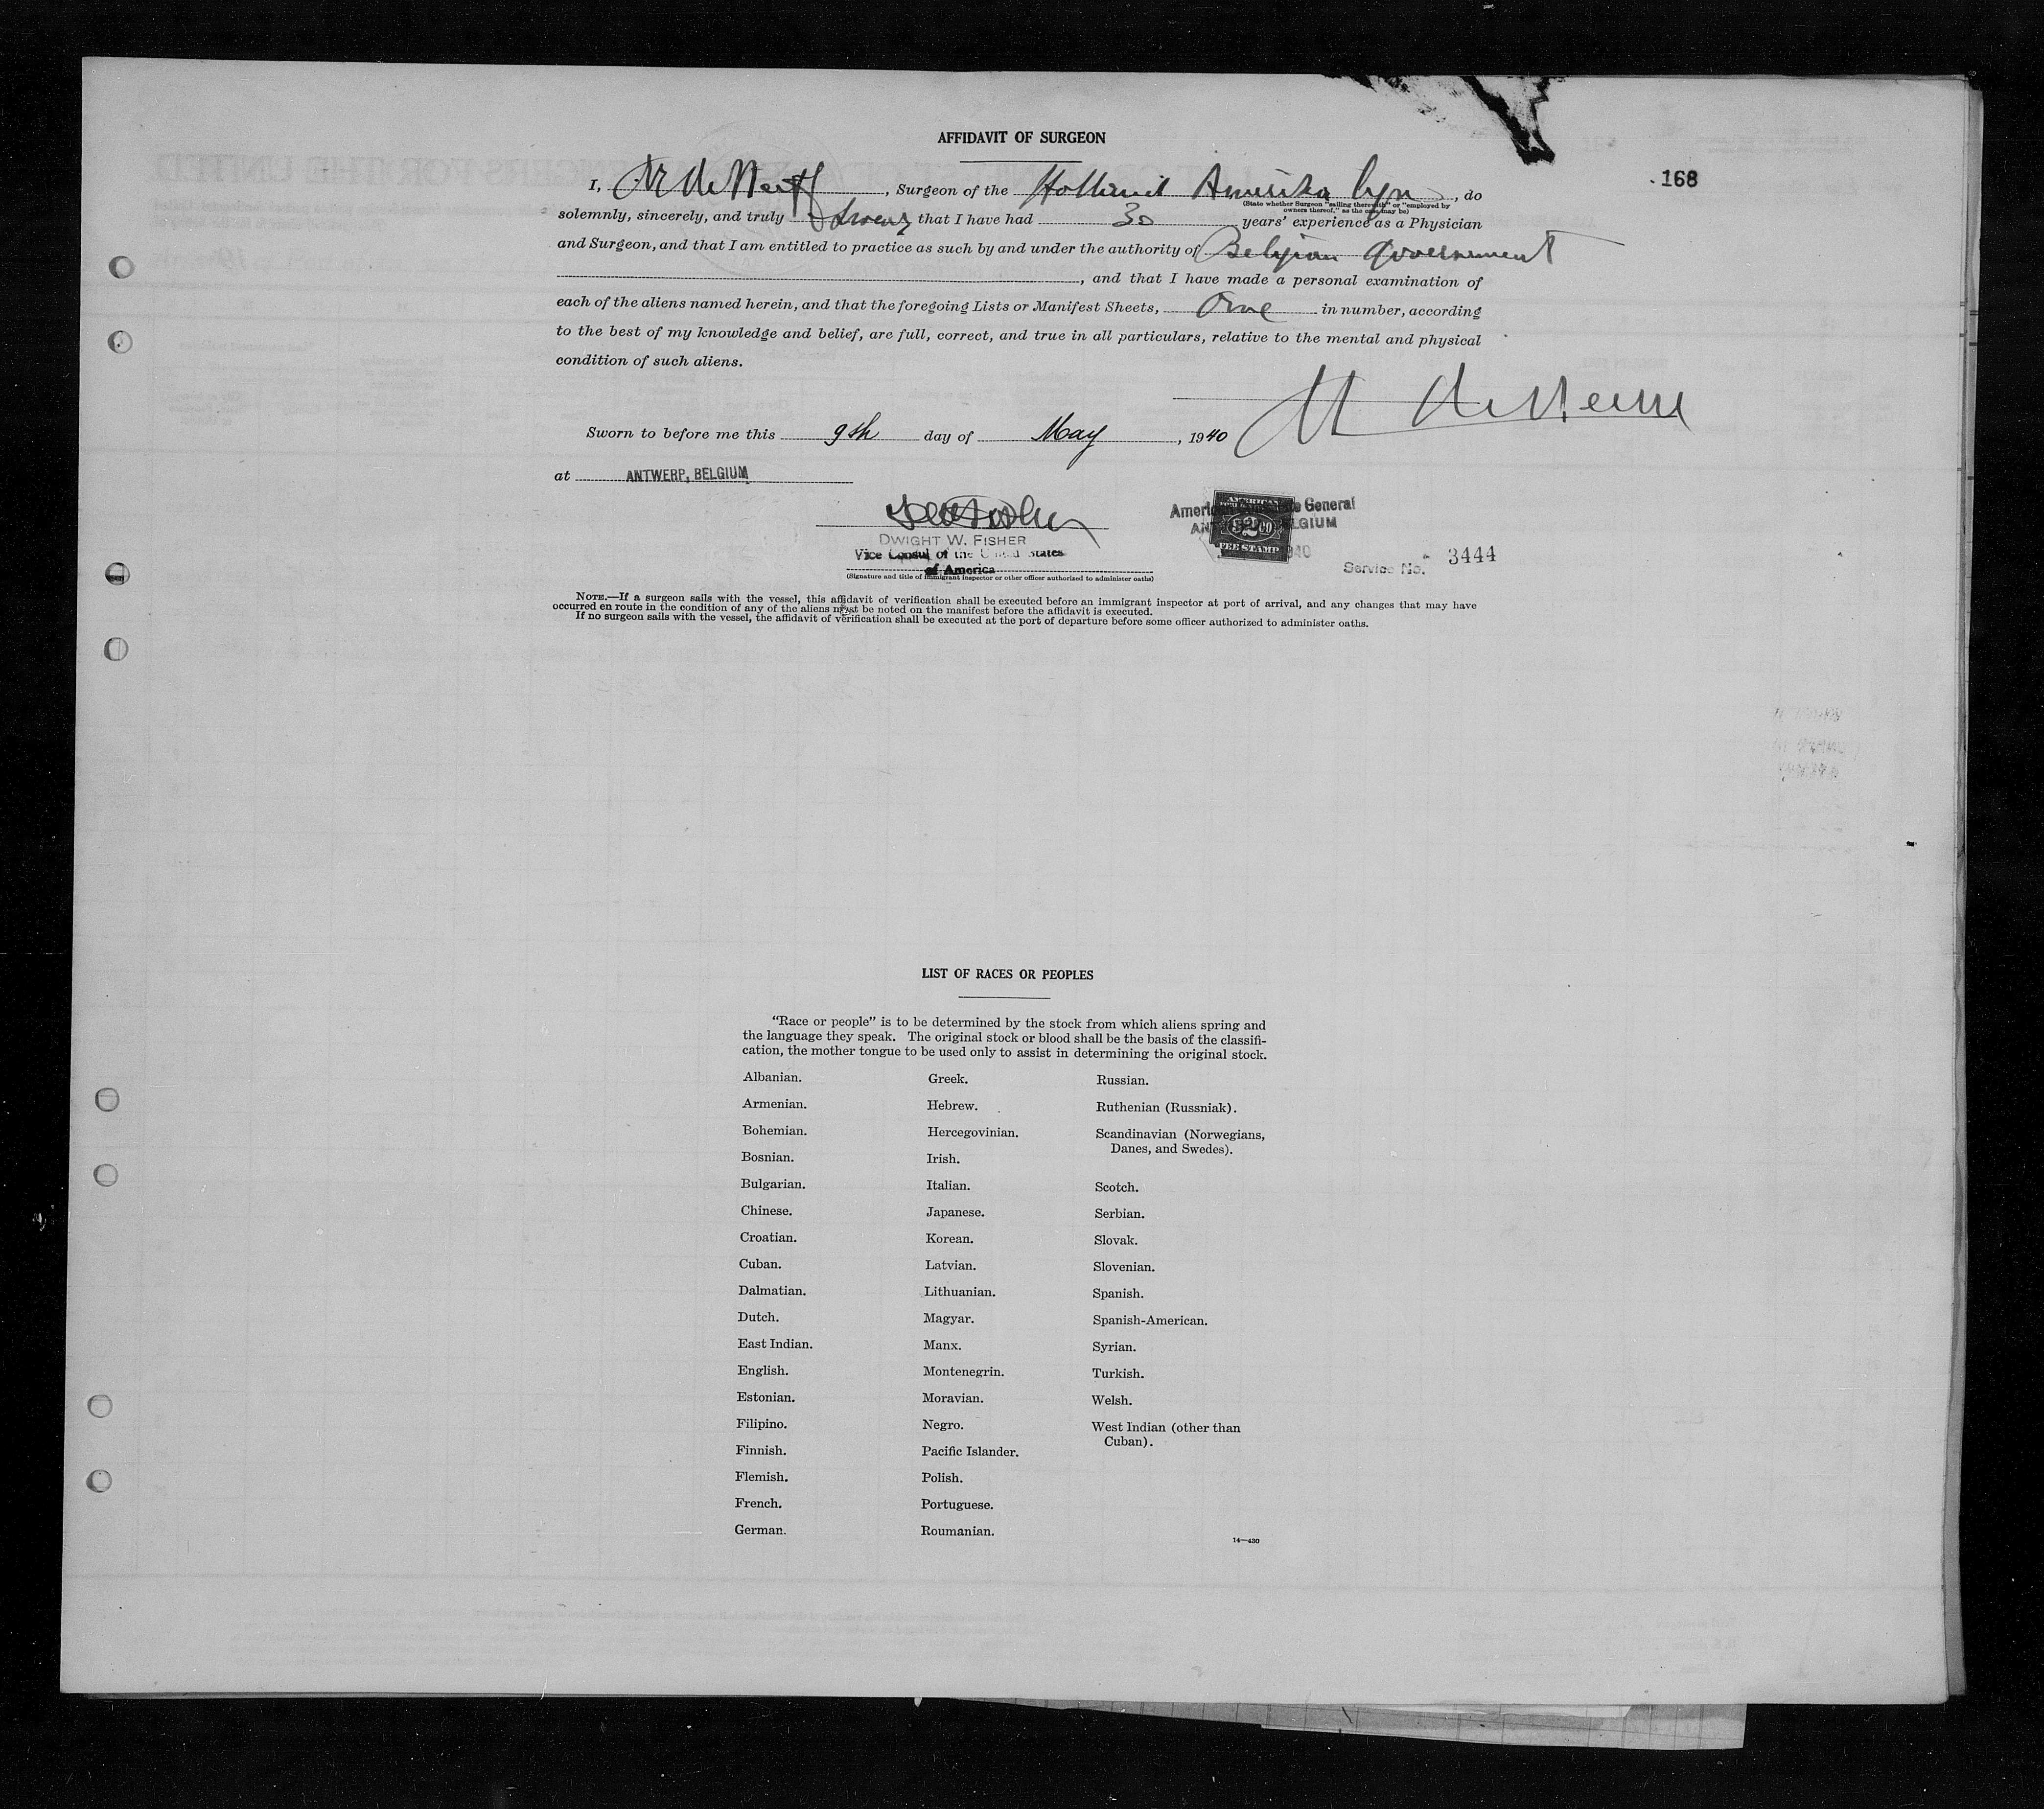 AFFIDAVIT OF SURGEON
168
I, , Surgeon of the Holland Amerika Lyn, do
(State whether Surgeon "sailing therewith" or "employed by
owners thereof," as the case may be)
solemnly, sincerely, and truly swear that I have had 30 years' experience as a Physician
and Surgeon, and that I am entitled to practice as such by and under the authority of Belgian Government
, and that I have made a personal examination of
each of the aliens named herein, and that the foregoing Lists or Manifest Sheets, One in number, according
to the best of my knowledge and belief, are full, correct, and true in all particulars, relative to the mental and physical
condition of such aliens.
Sworn to before me this 9th day of May, 1940
at ANTWERP, BELGIUM
DWIGHT W. FISHER
Vice Consul of the United States
of America
(Signature and title of immigrant inspector or other officer authorized to administer oaths)
AMERICAN
$2 00
FEE STAMP
General
BELGIUM
Service No. 3444
NOTE.—If a surgeon sails with the vessel, this affidavit of verification shall be executed before an immigrant inspector at port of arrival, and any changes that may have
occurred en route in the condition of any of the aliens must be noted on the manifest before the affidavit is executed.
If no surgeon sails with the vessel, the affidavit of verification shall be executed at the port of departure before some officer authorized to administer oaths.
LIST OF RACES OR PEOPLES
"Race or people" is to be determined by the stock from which aliens spring and
the language they speak. The original stock or blood shall be the basis of the classifi-
cation, the mother tongue to be used only to assist in determining the original stock.
Albanian.
Armenian.
Bohemian.
Bosnian.
Bulgarian.
Chinese.
Croatian.
Cuban.
Dalmatian.
Dutch.
East Indian.
English.
Estonian.
Filipino.
Finnish.
Flemish.
French.
German.
Greek.
Hebrew.
Hercegovinian.
Irish.
Italian.
Japanese.
Korean.
Latvian.
Lithuanian.
Magyar.
Manx.
Montenegrin.
Moravian.
Negro.
Pacific Islander.
Polish.
Portuguese.
Roumanian.
Russian.
Ruthenian (Russniak).
Scandinavian (Norwegians,
Danes, and Swedes).
Scotch.
Serbian.
Slovak.
Slovenian.
Spanish.
Spanish-American.
Syrian.
Turkish.
Welsh.
West Indian (other than
Cuban).
14—430